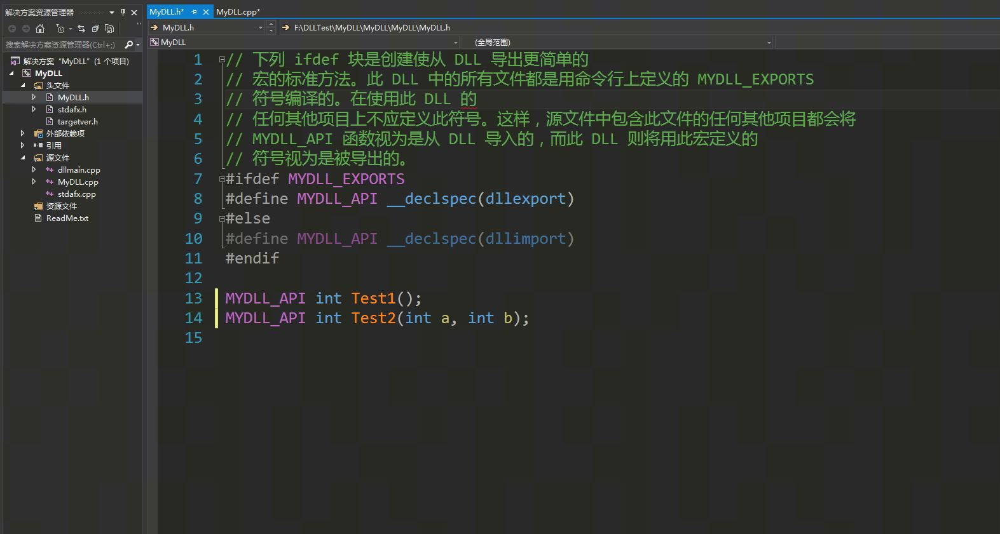 解决方案资源管理器
MyDLL.h*
MyDLL.cpp*
MyDLL.h
F:\DLLTest\MyDLL\MyDLL\MyDLL\MyDLL.h
搜索解决方案资源管理器(Ctrl+;)
MyDLL
(全局范围)
解决方案“MyDLL”(1 个项目)
MyDLL
头文件
MyDLL.h
stdafx.h
targetver.h
外部依赖项
引用
源文件
dllmain.cpp
MyDLL.cpp
stdafx.cpp
资源文件
ReadMe.txt
1 // 下列 ifdef 块是创建使从 DLL 导出更简单的
2 // 宏的标准方法。此 DLL 中的所有文件都是用命令行上定义的 MYDLL_EXPORTS
3 // 符号编译的。在使用此 DLL 的
4 // 任何其他项目上不应定义此符号。这样，源文件中包含此文件的任何其他项目都会将
5 // MYDLL_API 函数视为是从 DLL 导入的，而此 DLL 则将用此宏定义的
6 // 符号视为是被导出的。
7 #ifdef MYDLL_EXPORTS
8 #define MYDLL_API __declspec(dllexport)
9 #else
10 #define MYDLL_API __declspec(dllimport)
11 #endif
12
13 MYDLL_API int Test1();
14 MYDLL_API int Test2(int a, int b);
15